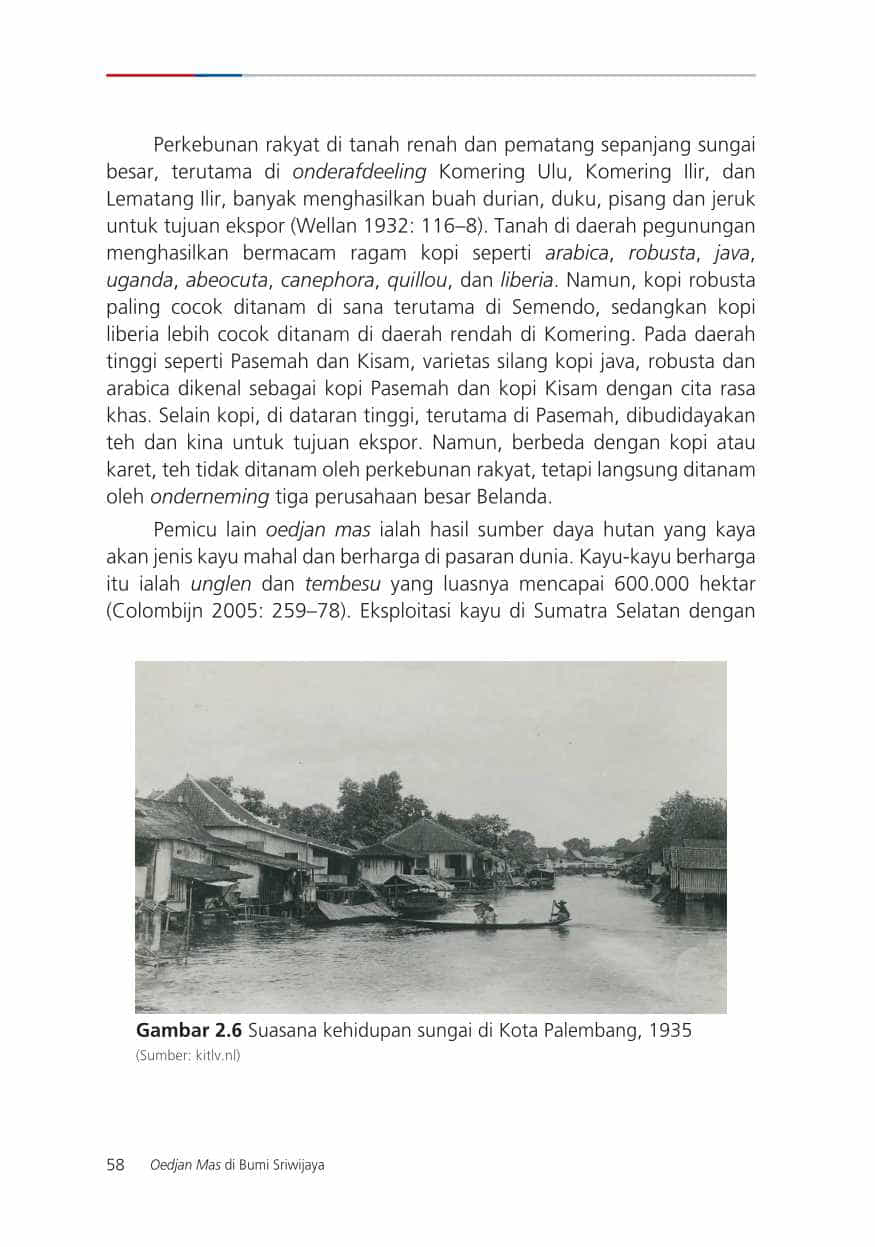 Perkebunan rakyat di tanah renah dan pematang sepanjang sungai
besar, terutama di onderafdeeling Komering Ulu, Komering Ilir, dan
Lematang Ilir, banyak menghasilkan buah durian, duku, pisang dan jeruk
untuk tujuan ekspor (Wellan 1932: 116–8). Tanah di daerah pegunungan
menghasilkan bermacam ragam kopi seperti arabica, robusta, java,
uganda, abeocuta, canephora, quillou, dan liberia. Namun, kopi robusta
paling cocok ditanam di sana terutama di Semendo, sedangkan kopi
liberia lebih cocok ditanam di daerah rendah di Komering. Pada daerah
tinggi seperti Pasemah dan Kisam, varietas silang kopi java, robusta dan
arabica dikenal sebagai kopi Pasemah dan kopi Kisam dengan cita rasa
khas. Selain kopi, di dataran tinggi, terutama di Pasemah, dibudidayakan
teh dan kina untuk tujuan ekspor. Namun, berbeda dengan kopi atau
karet, teh tidak ditanam oleh perkebunan rakyat, tetapi langsung ditanam
oleh onderneming tiga perusahaan besar Belanda.
Pemicu lain oedjan mas ialah hasil sumber daya hutan yang kaya
akan jenis kayu mahal dan berharga di pasaran dunia. Kayu-kayu berharga
itu ialah unglen dan tembesu yang luasnya mencapai 600.000 hektar
(Colombijn 2005: 259–78). Eksploitasi kayu di Sumatra Selatan dengan
Gambar 2.6 Suasana kehidupan sungai di Kota Palembang, 1935
(Sumber: kitlv.nl)
58 Oedjan Mas di Bumi Sriwijaya